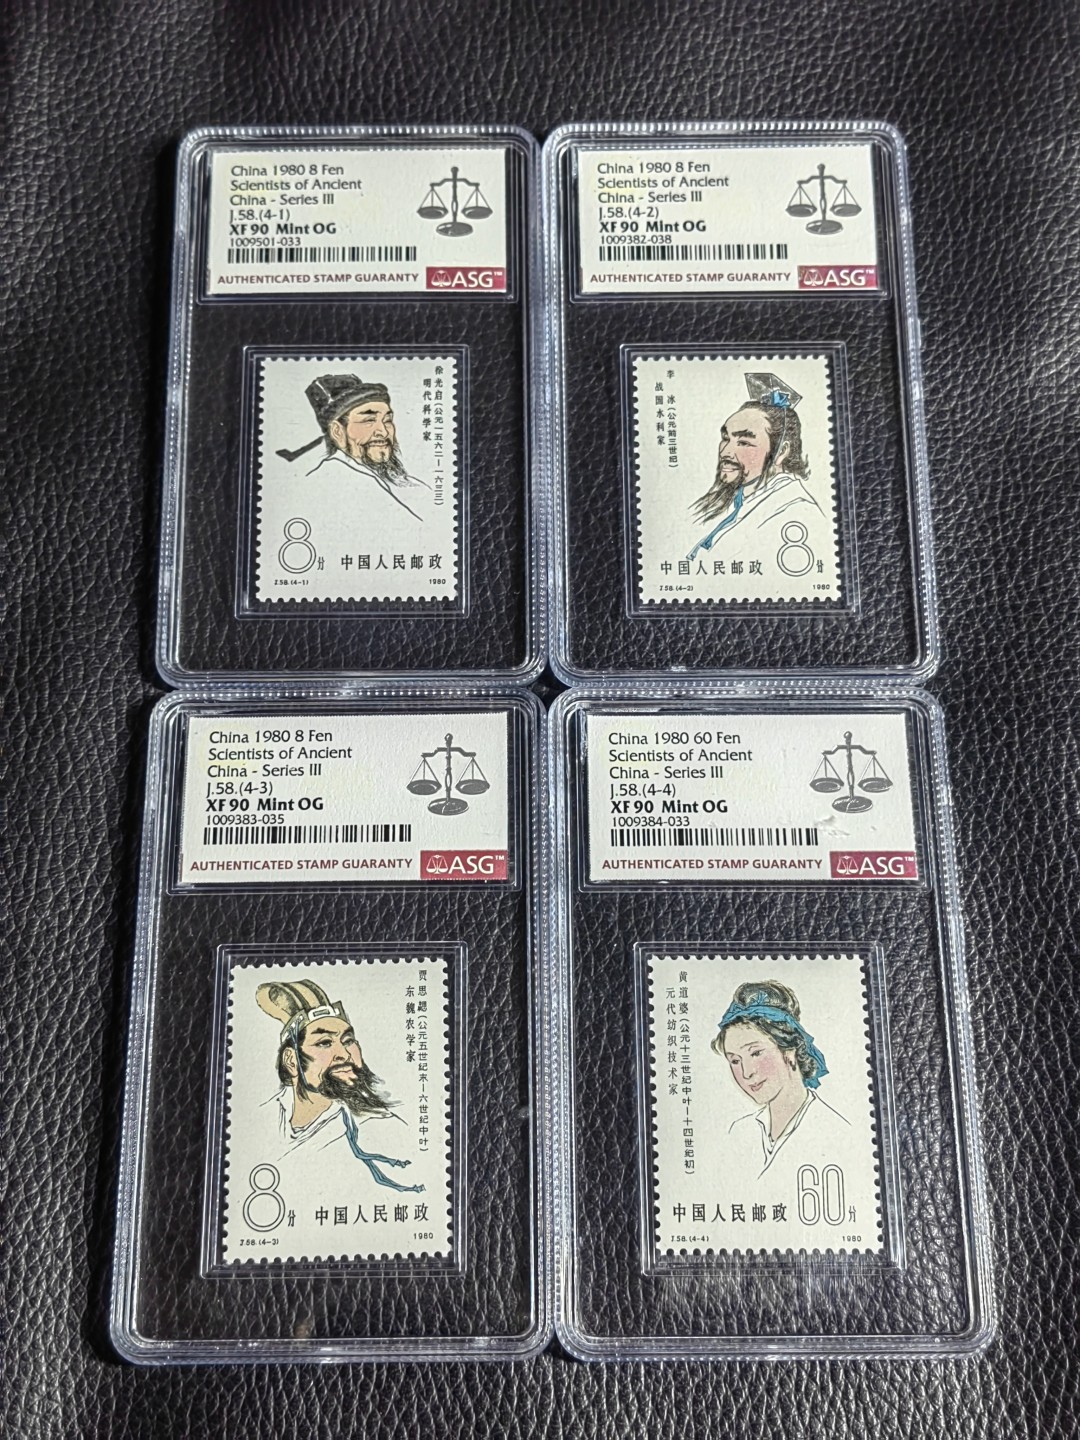 China 1980 8 Fen
Scientists of Ancient
China - Series III
J.58.(4-1)
XF 90 Mint OG
1009501-033
AUTHENTICATED STAMP GUARANTY
ASG™
徐光启(公元一五六二—一六三三)
明代科学家
8分
中国人民邮政
J.58.(4-1)
1980
China 1980 8 Fen
Scientists of Ancient
China - Series III
J.58.(4-2)
XF 90 Mint OG
1009382-038
AUTHENTICATED STAMP GUARANTY
ASG™
李冰(公元前三世纪)
战国水利家
中国人民邮政
8分
J.58.(4-2)
1980
China 1980 8 Fen
Scientists of Ancient
China - Series III
J.58.(4-3)
XF 90 Mint OG
1009383-035
AUTHENTICATED STAMP GUARANTY
ASG™
贾思勰(公元五世纪末—六世纪中叶)
东魏农学家
8分
中国人民邮政
J.58.(4-3)
1980
China 1980 60 Fen
Scientists of Ancient
China - Series III
J.58.(4-4)
XF 90 Mint OG
1009384-033
AUTHENTICATED STAMP GUARANTY
ASG™
黄道婆(公元十三世纪中叶—十四世纪初)
元代纺织技术家
中国人民邮政
60分
J.58.(4-4)
1980